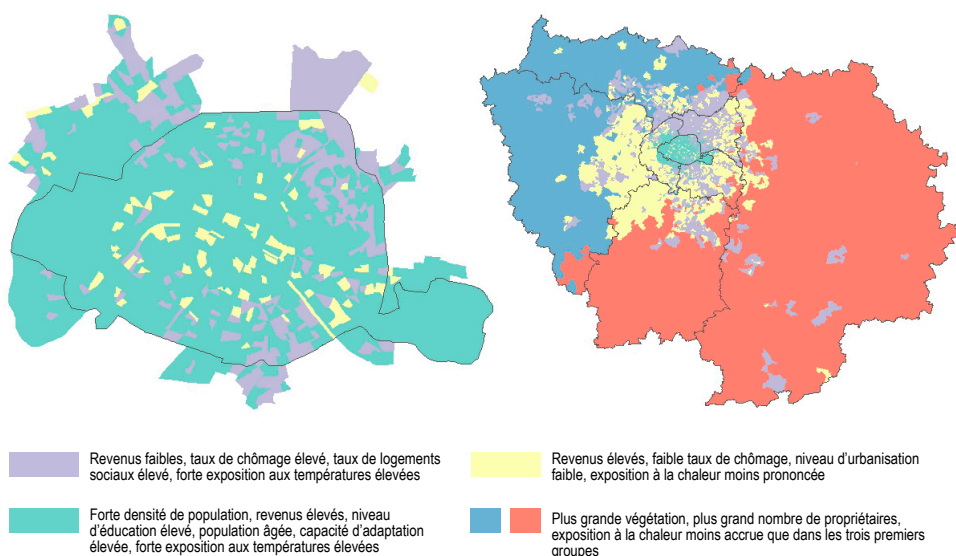 Revenus faibles, taux de chômage élevé, taux de logements
sociaux élevé, forte exposition aux températures élevées
Forte densité de population, revenus élevés, niveau
d'éducation élevé, population âgée, capacité d'adaptation
élevée, forte exposition aux températures élevées
Revenus élevés, faible taux de chômage, niveau d'urbanisation
faible, exposition à la chaleur moins prononcée
Plus grande végétation, plus grand nombre de propriétaires,
exposition à la chaleur moins accrue que dans les trois premiers
groupes